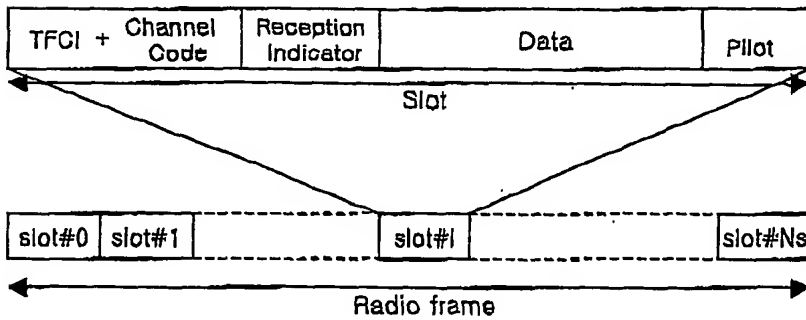 TFCI + Channel Code
Reception Indicator
Data
Pilot
Slot
slot#0
slot#1
slot#i
slot#Ns
Radio frame